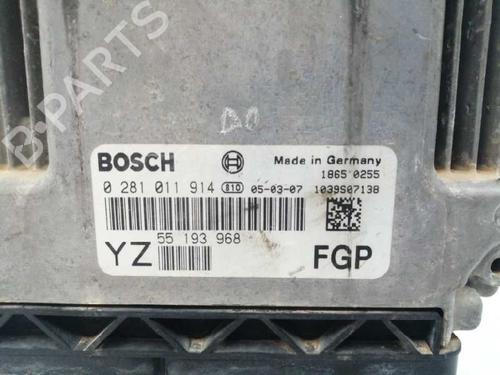 BOSCH
Made in Germany
1865 0255
0 281 011 914 810 05-03-07 1039S07138
YZ 55 193 968 FGP
B-PARTS